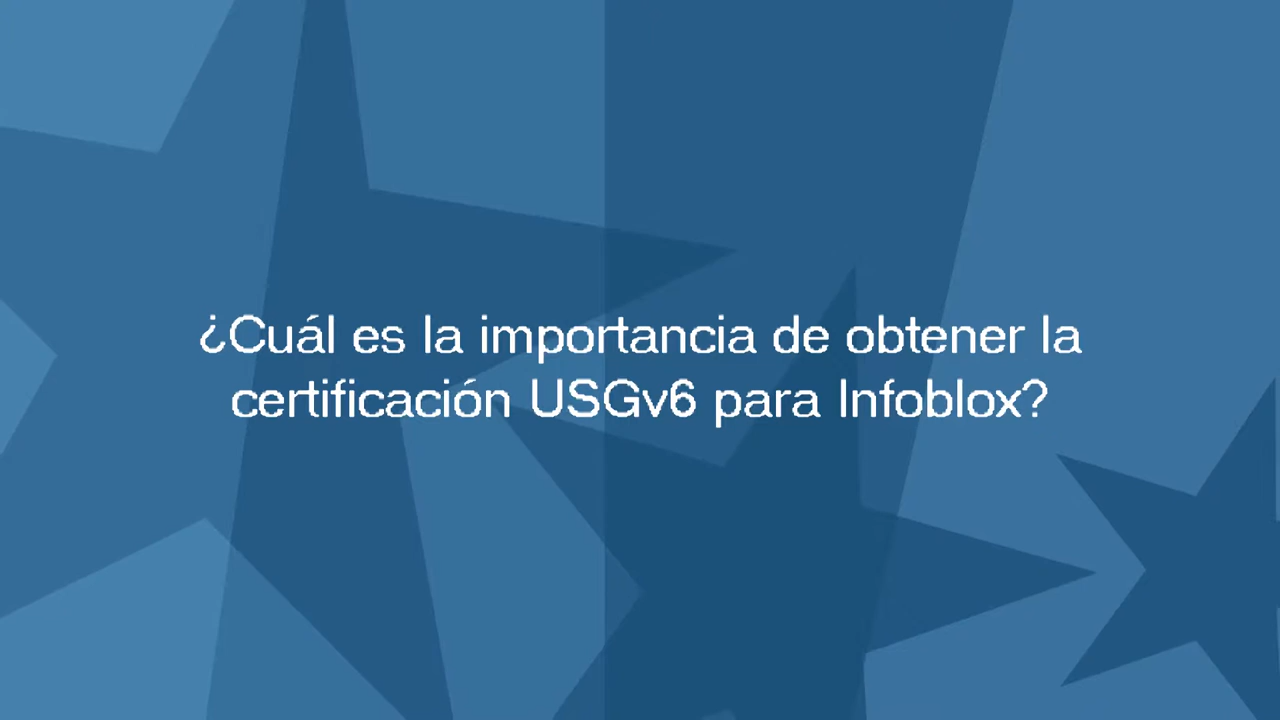 ¿Cuál es la importancia de obtener la
certificación USGv6 para Infoblox?